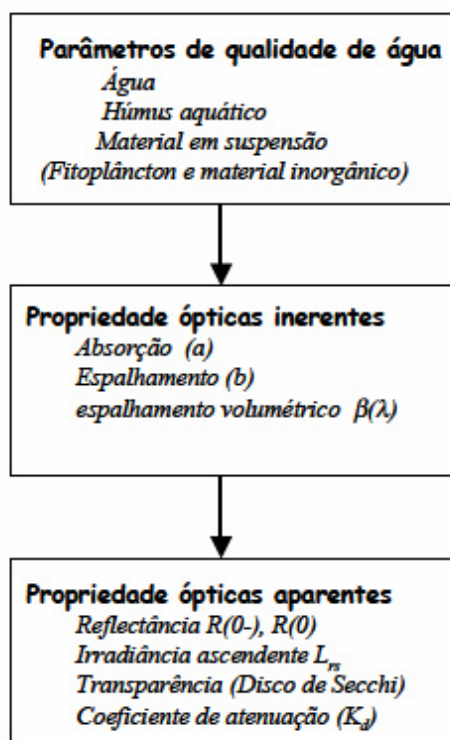 Parâmetros de qualidade de água
Água
Húmus aquático
Material em suspensão
(Fitoplâncton e material inorgânico)
Propriedade ópticas inerentes
Absorção (a)
Espalhamento (b)
espalhamento volumétrico β(λ)
Propriedade ópticas aparentes
Reflectância R(0-), R(0)
Irradiância ascendente Lrs
Transparência (Disco de Secchi)
Coeficiente de atenuação (Kd)